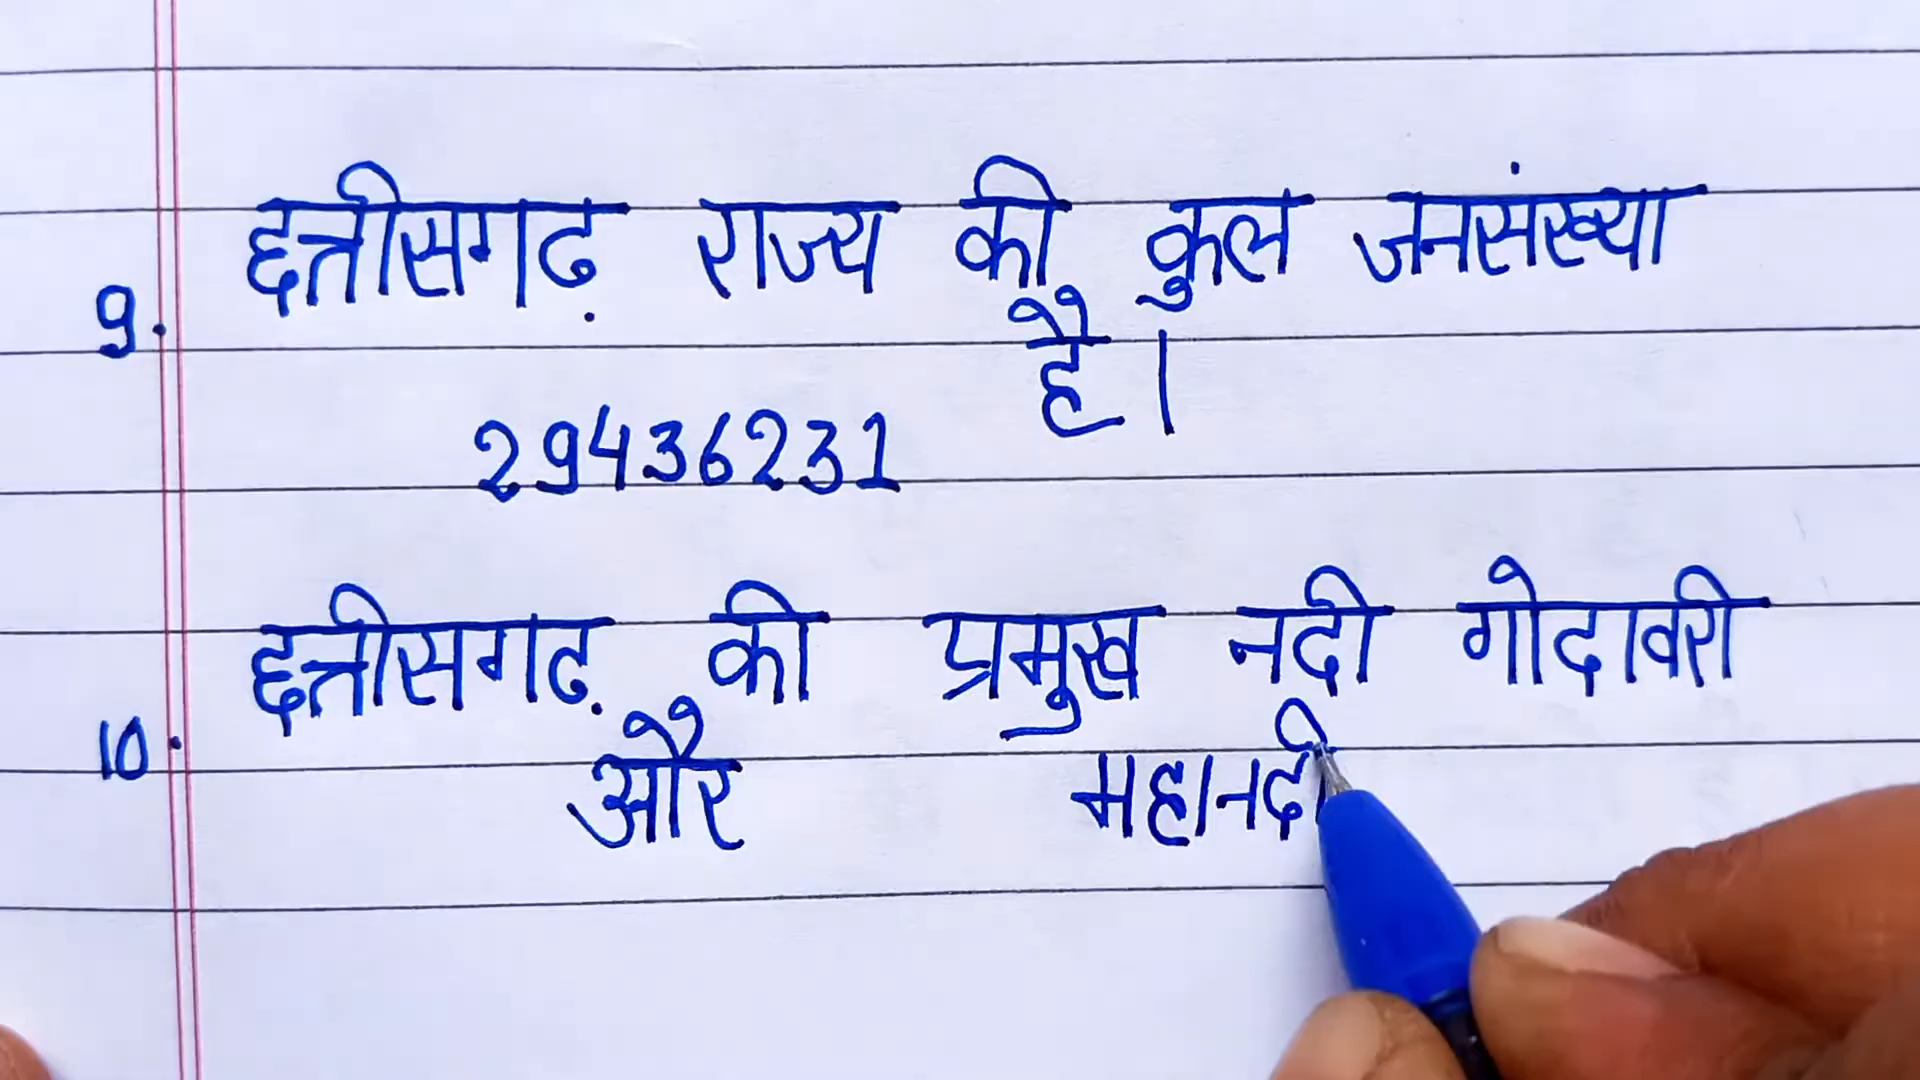 9. छत्तीसगढ़ राज्य की कुल जनसंख्या
है।
29436231
10. छत्तीसगढ़ की प्रमुख नदी गोदावरी
और महानदी